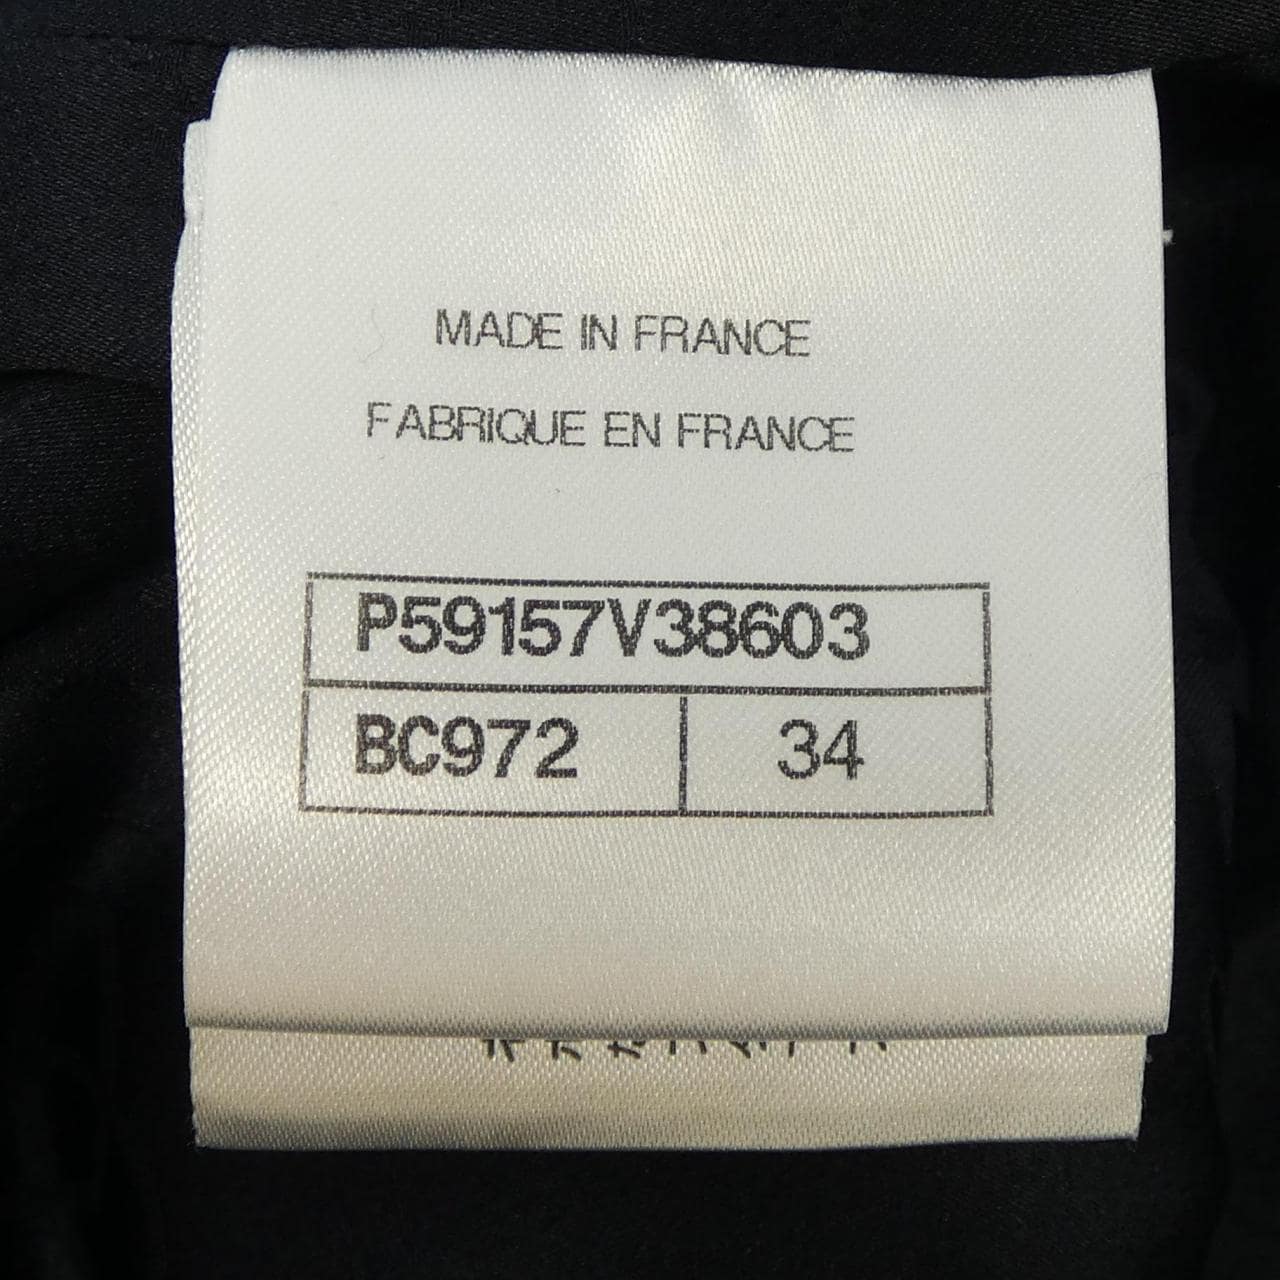 MADE IN FRANCE
FABRIQUE EN FRANCE
P59157V38603
BC972 34